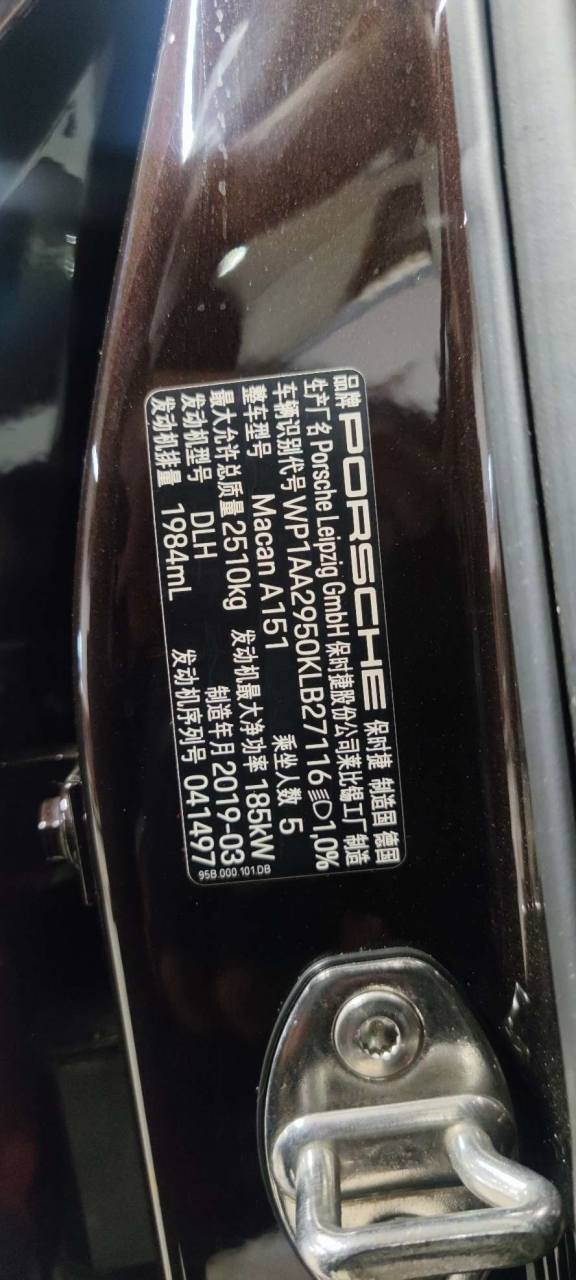 品牌 PORSCHE 保时捷 制造国 德国
生产厂名 Porsche Leipzig GmbH 保时捷股份公司莱比锡工厂 制造
车辆识别代号 WP1AA2950KLB27116 1,0%
整车型号 Macan A151 乘坐人数 5
最大允许总质量 2510kg 发动机最大净功率 185kW
发动机型号 DLH 制造年月 2019-03
发动机排量 1984mL 发动机序列号 041497
95B.000.101.DB